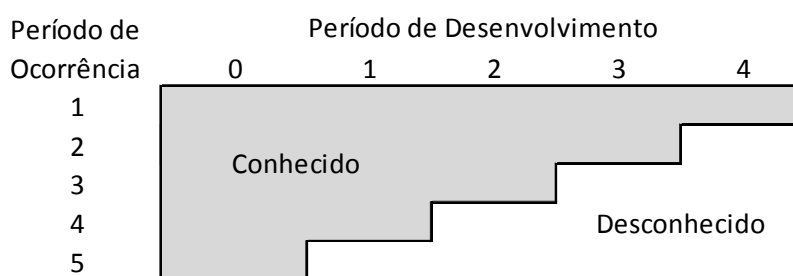 Período de Período de Desenvolvimento
Ocorrência 0 1 2 3 4
1
2
Conhecido
3
4 Desconhecido
5